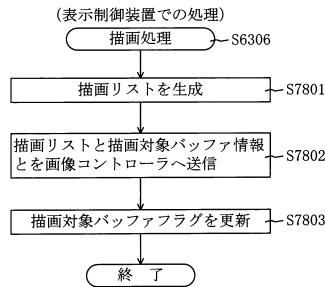 (表示制御装置での処理)
描画処理
S6306
描画リストを生成
S7801
描画リストと描画対象バッファ情報
とを画像コントローラへ送信
S7802
描画対象バッファフラグを更新
S7803
終 了